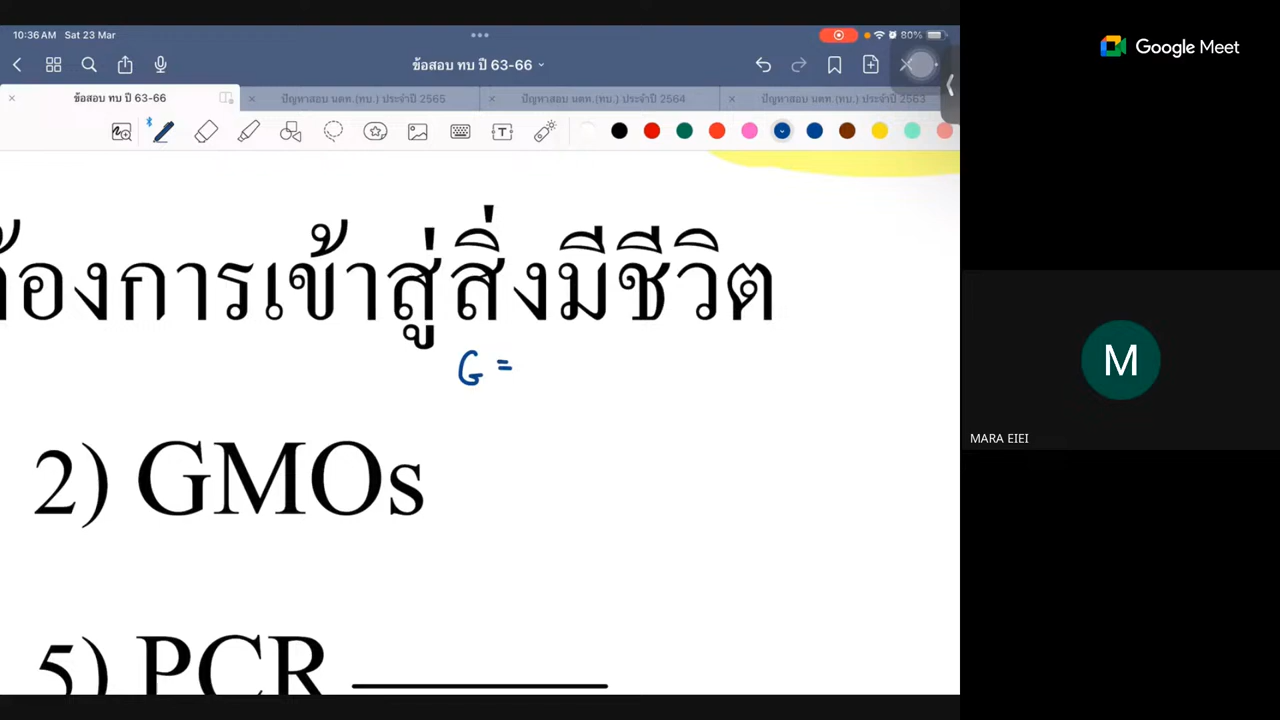 10:36 AM Sat 23 Mar
80%
Google Meet
ข้อสอบ ทบ ปี 63-66
ข้อสอบ ทบ ปี 63-66
ปัญหาสอบ นดท.(ทบ.) ประจำปี 2565
ปัญหาสอบ นดท.(ทบ.) ประจำปี 2564
ปัญหาสอบ นดท.(ทบ.) ประจำปี 2563
T
ต้องการเข้าสู่สิ่งมีชีวิต
G =
M
MARA EIEI
2) GMOs
5) PCR